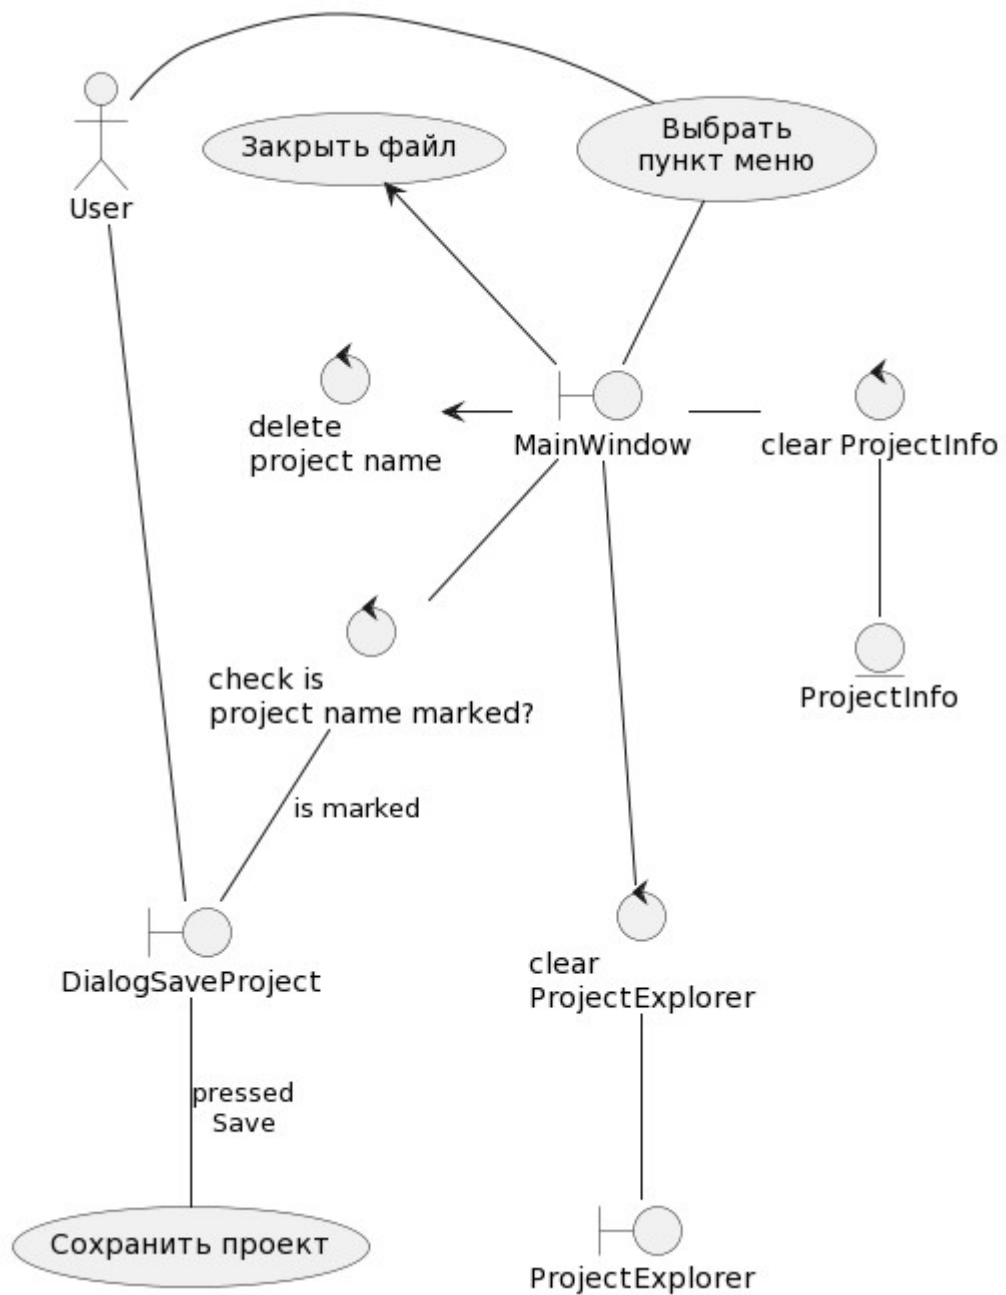 Закрыть файл
Выбрать
пункт меню
User
delete
project name
MainWindow
clear ProjectInfo
check is
project name marked?
ProjectInfo
is marked
DialogSaveProject
clear
ProjectExplorer
pressed
Save
Сохранить проект
ProjectExplorer